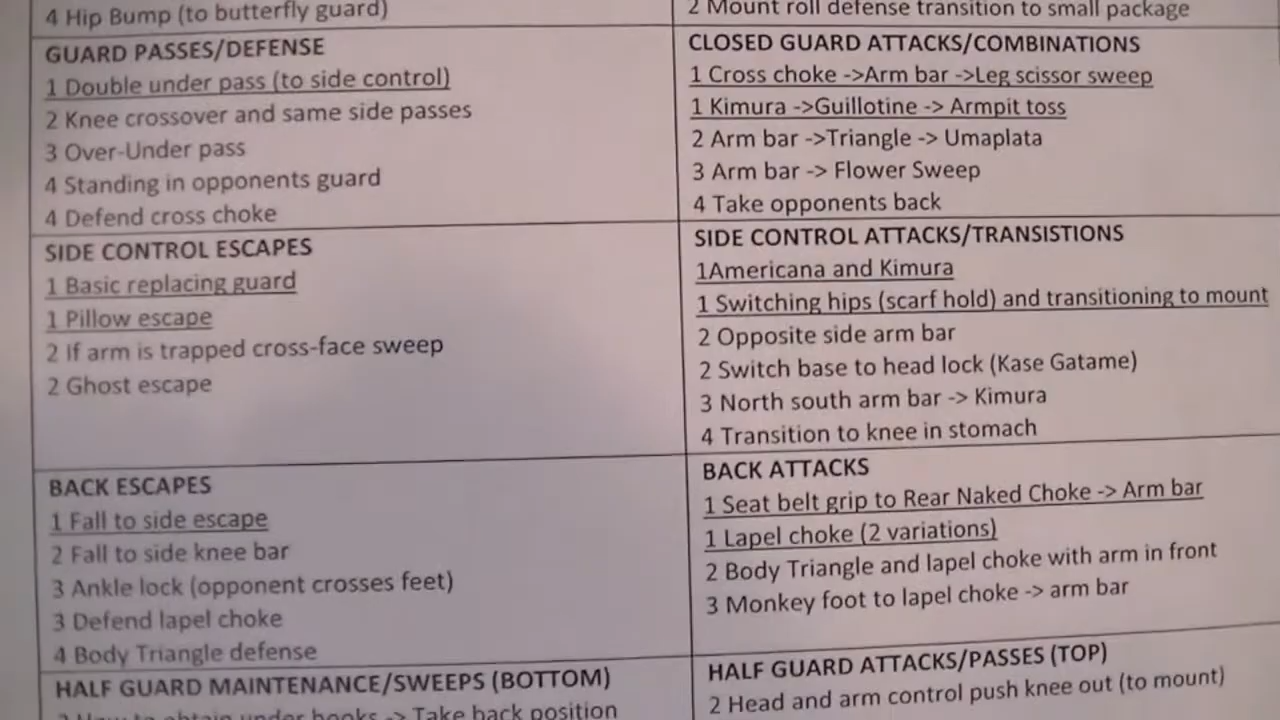 4 Hip Bump (to butterfly guard)
2 Mount roll defense transition to small package
GUARD PASSES/DEFENSE
1 Double under pass (to side control)
2 Knee crossover and same side passes
3 Over-Under pass
4 Standing in opponents guard
4 Defend cross choke
CLOSED GUARD ATTACKS/COMBINATIONS
1 Cross choke ->Arm bar ->Leg scissor sweep
1 Kimura ->Guillotine -> Armpit toss
2 Arm bar ->Triangle -> Umaplata
3 Arm bar -> Flower Sweep
4 Take opponents back
SIDE CONTROL ESCAPES
1 Basic replacing guard
1 Pillow escape
2 If arm is trapped cross-face sweep
2 Ghost escape
SIDE CONTROL ATTACKS/TRANSISTIONS
1Americana and Kimura
1 Switching hips (scarf hold) and transitioning to mount
2 Opposite side arm bar
2 Switch base to head lock (Kase Gatame)
3 North south arm bar -> Kimura
4 Transition to knee in stomach
BACK ESCAPES
1 Fall to side escape
2 Fall to side knee bar
3 Ankle lock (opponent crosses feet)
3 Defend lapel choke
4 Body Triangle defense
BACK ATTACKS
1 Seat belt grip to Rear Naked Choke -> Arm bar
1 Lapel choke (2 variations)
2 Body Triangle and lapel choke with arm in front
3 Monkey foot to lapel choke -> arm bar
HALF GUARD MAINTENANCE/SWEEPS (BOTTOM)
2 How to obtain under hooks -> Take back position
HALF GUARD ATTACKS/PASSES (TOP)
2 Head and arm control push knee out (to mount)